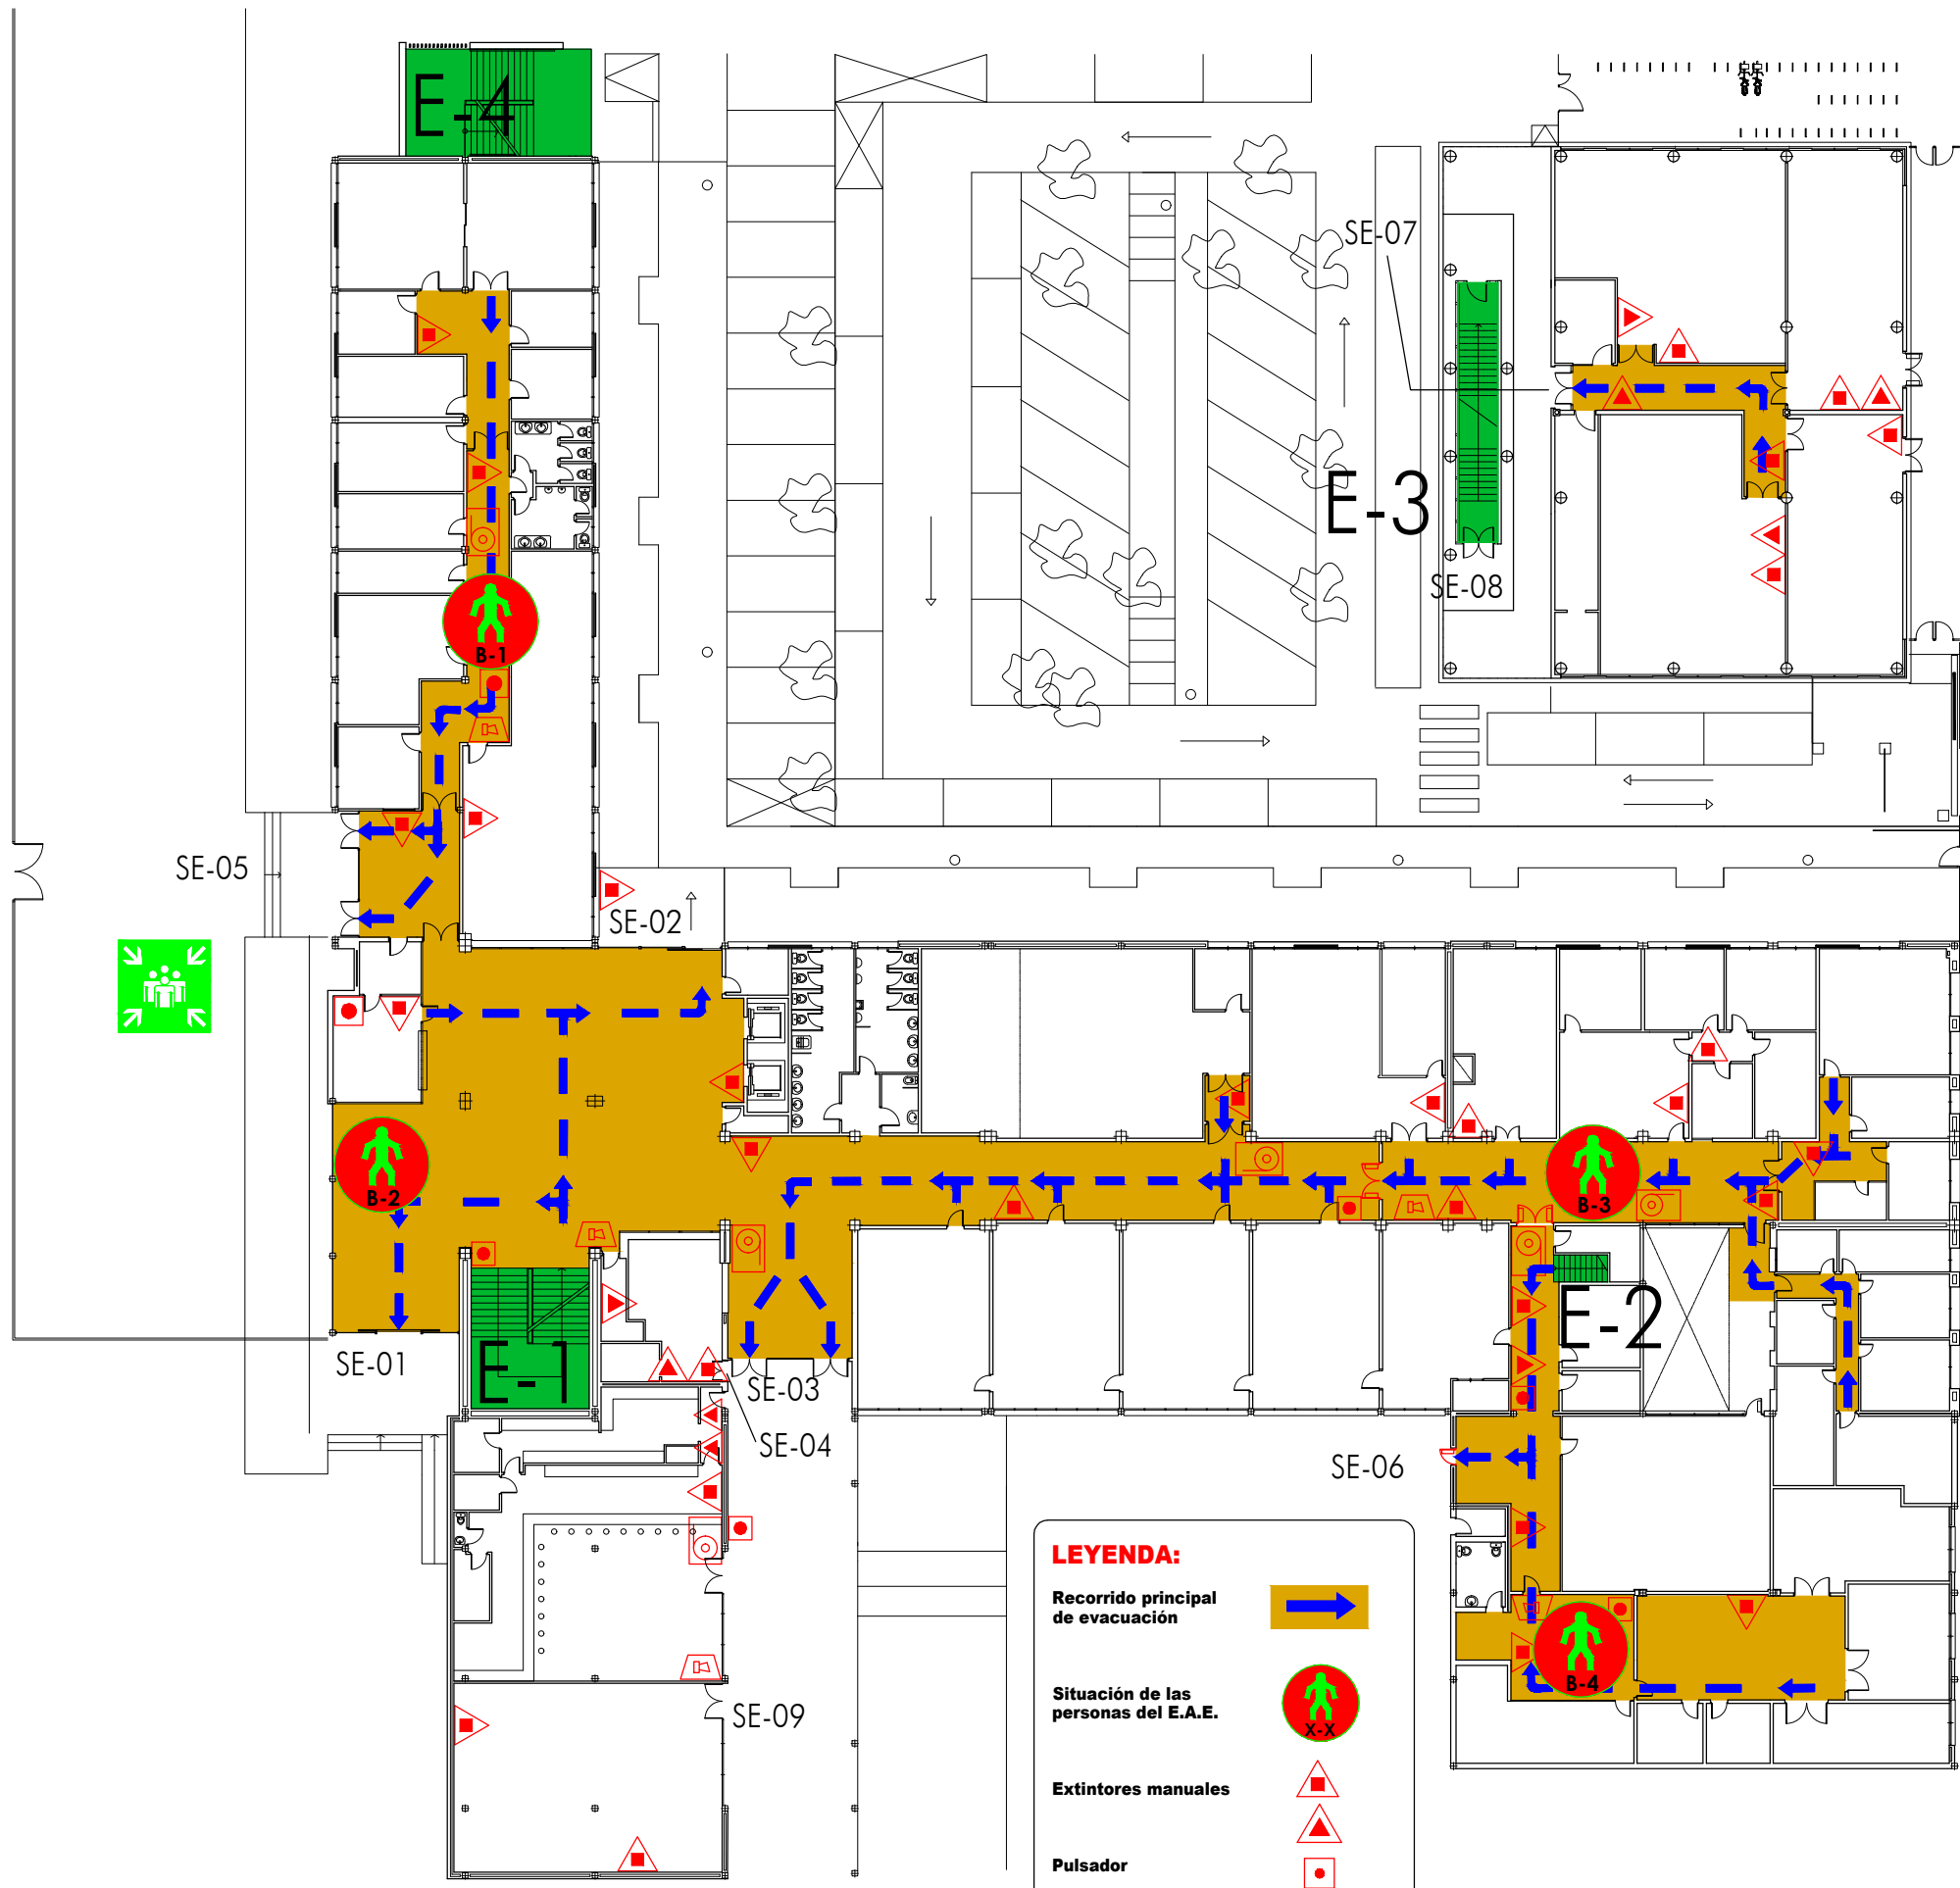 E-4
SE-07
E-3
SE-08
B-1
SE-05
SE-02
B-2
B-3
E-2
SE-01
E-1
SE-03
SE-04
SE-06
LEYENDA:
Recorrido principal
de evacuación
B-4
Situación de las
personas del E.A.E.
X-X
SE-09
Extintores manuales
Pulsador